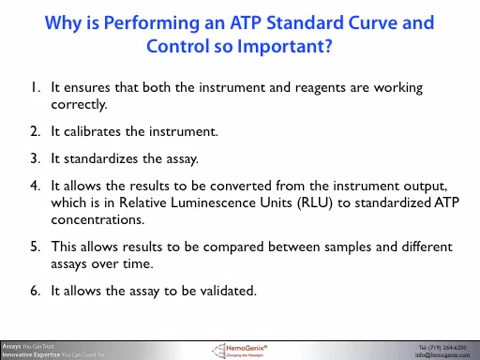 Why is Performing an ATP Standard Curve and
Control so Important?
1. It ensures that both the instrument and reagents are working
correctly.
2. It calibrates the instrument.
3. It standardizes the assay.
4. It allows the results to be converted from the instrument output,
which is in Relative Luminescence Units (RLU) to standardized ATP
concentrations.
5. This allows results to be compared between samples and different
assays over time.
6. It allows the assay to be validated.
Assays You Can Trust
Innovative Expertise You Can Count On
HemoGenix®
Changing the Paradigm
Tel: (719) 264-6250
info@hemogenix.com